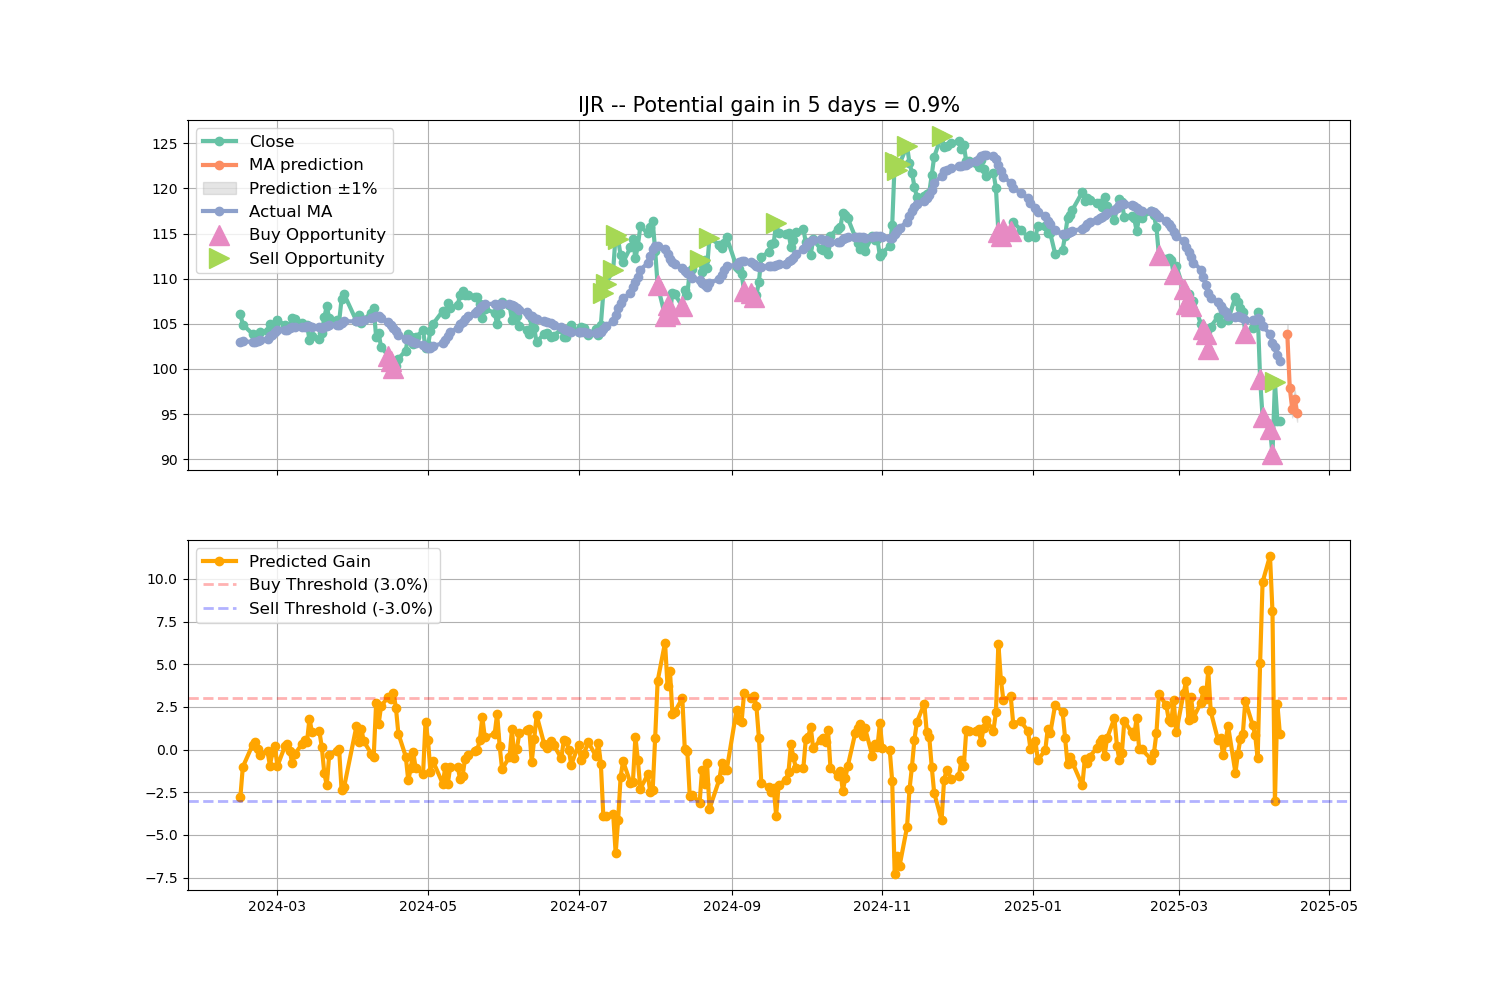 IJR -- Potential gain in 5 days = 0.9%
Close
MA prediction
Prediction ±1%
Actual MA
Buy Opportunity
Sell Opportunity
125
120
115
110
105
100
95
90
Predicted Gain
Buy Threshold (3.0%)
Sell Threshold (-3.0%)
10.0
7.5
5.0
2.5
0.0
−2.5
−5.0
−7.5
2024-03 2024-05 2024-07 2024-09 2024-11 2025-01 2025-03 2025-05